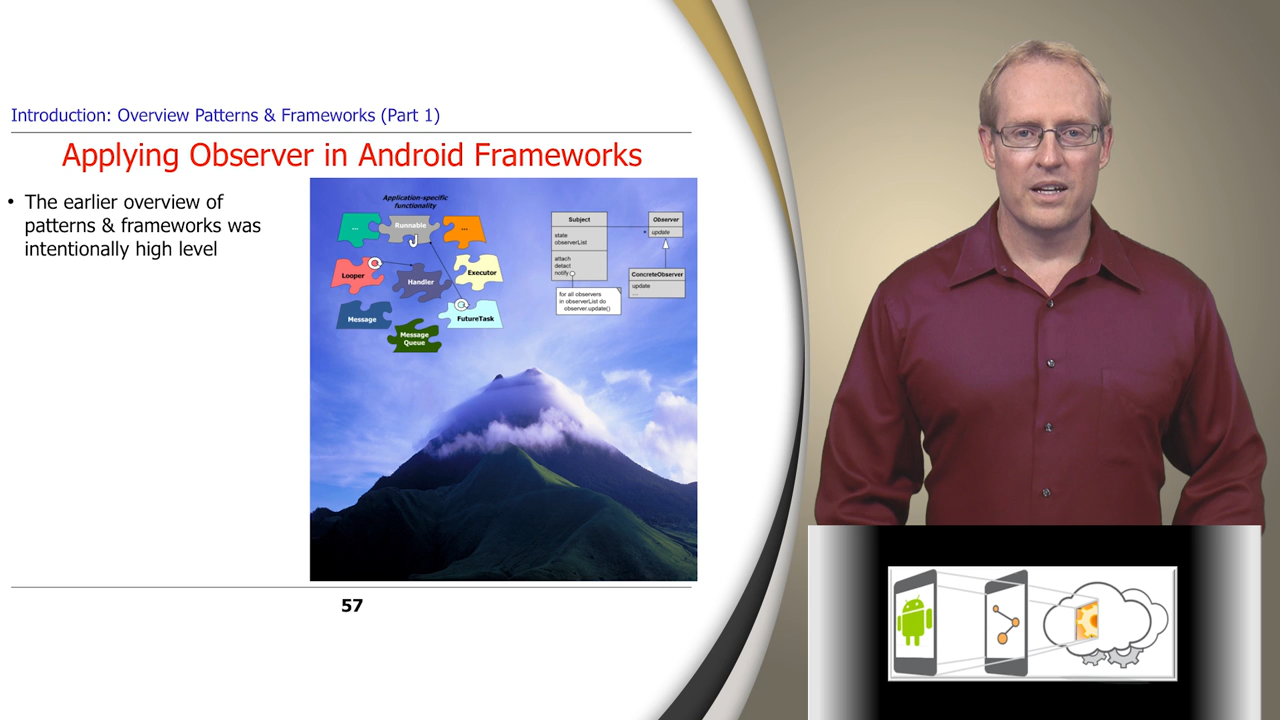 Introduction: Overview Patterns & Frameworks (Part 1)
Applying Observer in Android Frameworks
• The earlier overview of
patterns & frameworks was
intentionally high level
Application-specific
functionality
...
Runnable
...
Looper
Handler
Executor
Message
Message
Queue
FutureTask
Subject
state
observerList
attach
detact
notify
for all observers
in observerList do
observer.update()
Observer
update
ConcreteObserver
update
...
57